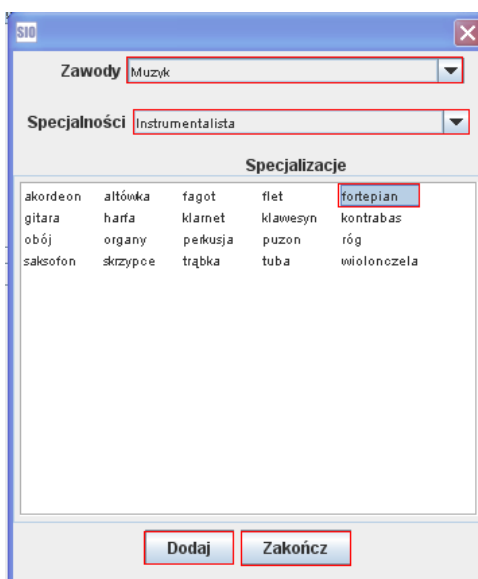 SIO
Zawody Muzyk
Specjalności Instrumentalista
Specjalizacje
akordeon altówka fagot flet fortepian
gitara harfa klarnet klawesyn kontrabas
obój organy perkusja puzon róg
saksofon skrzypce trąbka tuba wiolonczela
Dodaj Zakończ